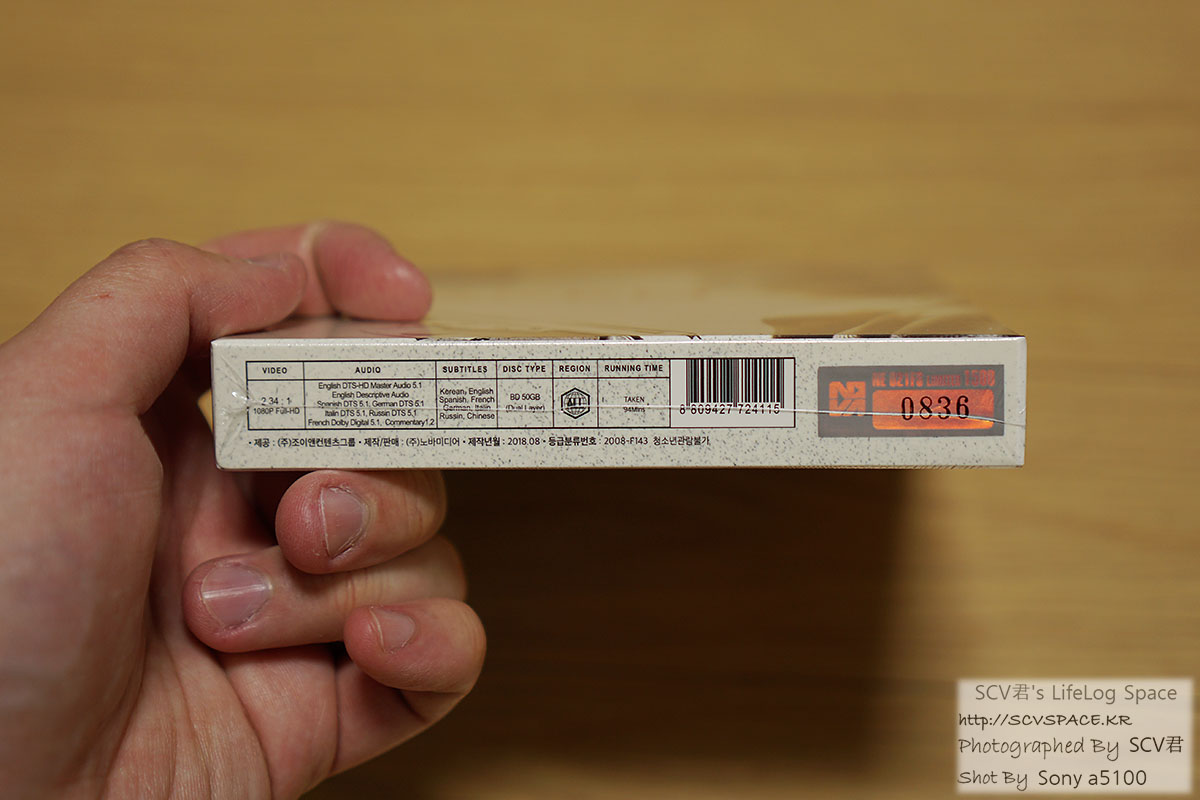 VIDEO AUDIO SUBTITLES DISC TYPE REGION RUNNING TIME
2.34 : 1
1080P Full-HD
English DTS-HD Master Audio 5.1
English Descriptive Audio
Spanish DTS 5.1, German DTS 5.1
Italin DTS 5.1, Russin DTS 5.1
French Dolby Digital 5.1, Commentary1.2
Korean, English
Spanish, French
German, Italin
Russin, Chinese
BD 50GB
(Dual Layer)
ALL
TAKEN
94Mins
8 809427 724115
• 제공 : (주)조이앤컨텐츠그룹 • 제작/판매 : (주)노바미디어 • 제작년월 : 2018.08 • 등급분류번호 : 2008-F143 청소년관람불가
0836
SCV君's LifeLog Space
http://SCVSPACE.KR
Photographed By SCV君
Shot By Sony a5100